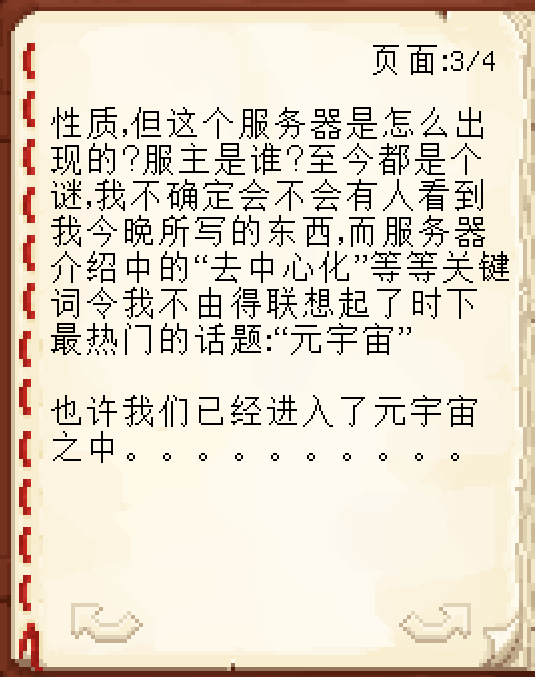 页面:3/4
性质,但这个服务器是怎么出
现的?服主是谁?至今都是个
谜,我不确定会不会有人看到
我今晚所写的东西,而服务器
介绍中的“去中心化”等等关键
词令我不由得联想起了时下
最热门的话题:“元宇宙”
也许我们已经进入了元宇宙
之中。。。。。。。。。。